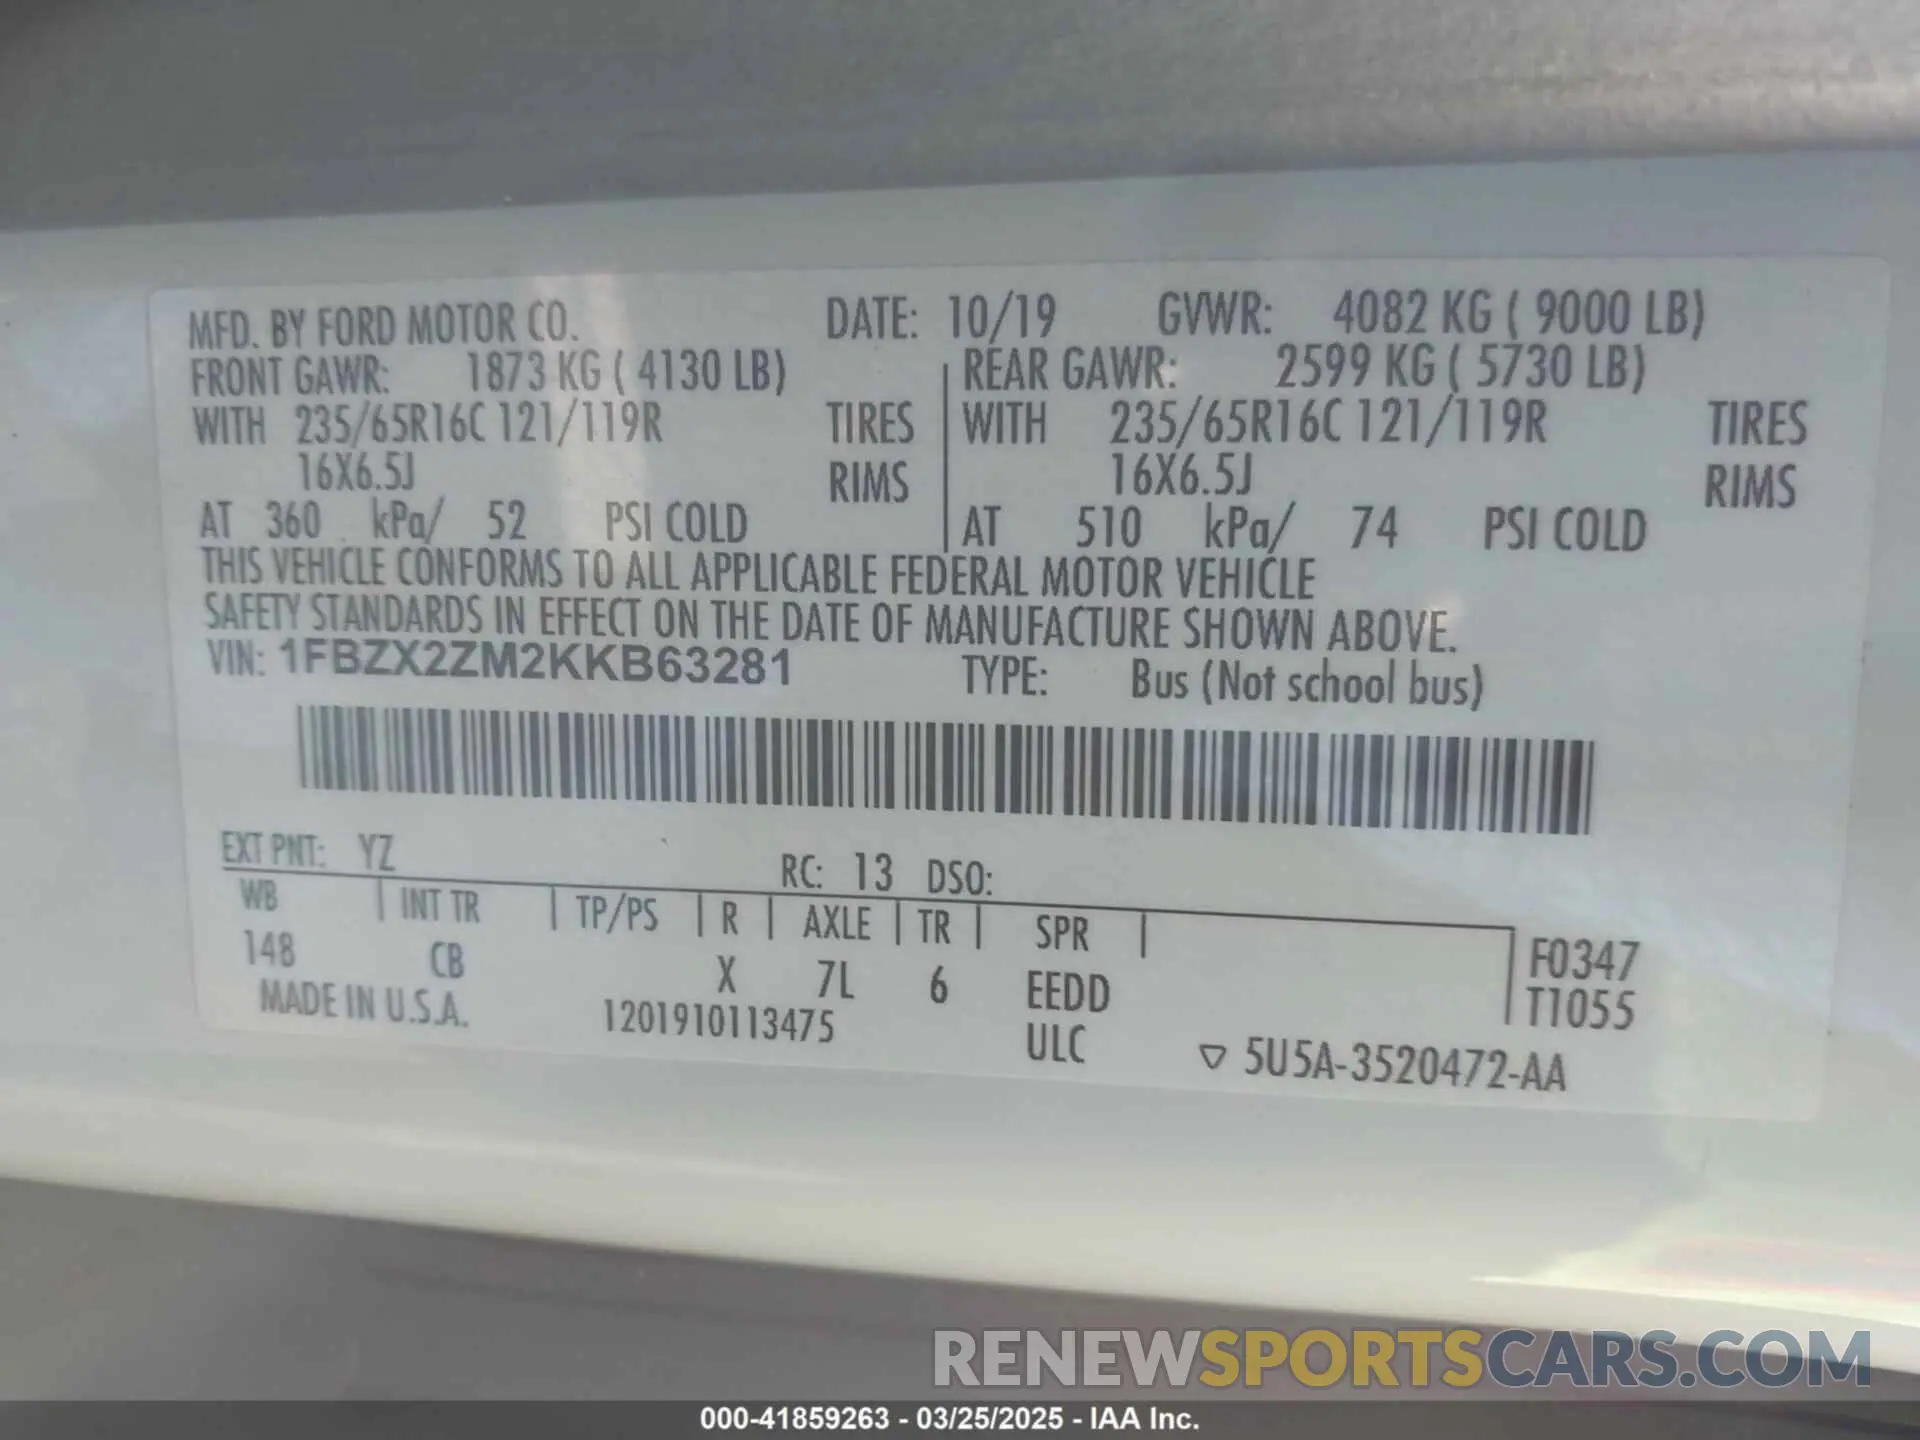 MFD. BY FORD MOTOR CO. DATE: 10/19 GVWR: 4082 KG ( 9000 LB)
FRONT GAWR: 1873 KG ( 4130 LB) REAR GAWR: 2599 KG ( 5730 LB)
WITH 235/65R16C 121/119R TIRES WITH 235/65R16C 121/119R TIRES
16X6.5J RIMS 16X6.5J RIMS
AT 360 kPa/ 52 PSI COLD AT 510 kPa/ 74 PSI COLD
THIS VEHICLE CONFORMS TO ALL APPLICABLE FEDERAL MOTOR VEHICLE
SAFETY STANDARDS IN EFFECT ON THE DATE OF MANUFACTURE SHOWN ABOVE.
VIN: 1FBZX2ZM2KKB63281 TYPE: Bus (Not school bus)
EXT PNT: YZ RC: 13 DSO:
WB INT TR TP/PS R AXLE TR SPR F0347
148 CB X 7L 6 EEDD T1055
MADE IN U.S.A. 1201910113475 ULC 5U5A-3520472-AA
RENEWSPORTSCARS.COM
000-41859263 - 03/25/2025 - IAA Inc.